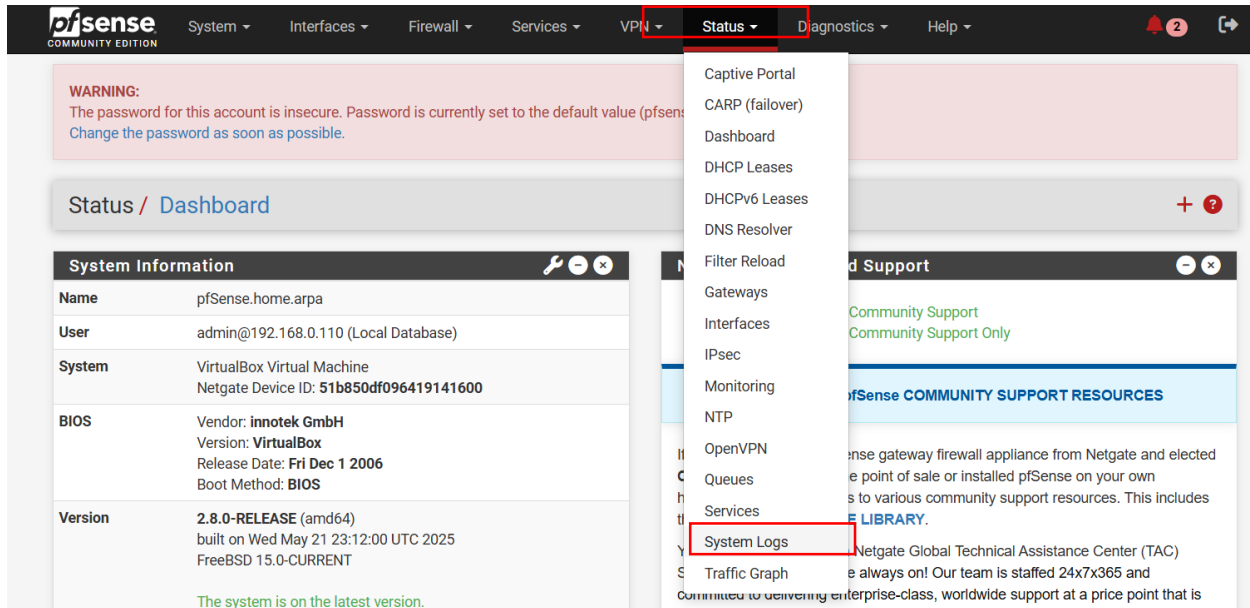 pfsense
COMMUNITY EDITION
System Interfaces Firewall Services VPN Status Diagnostics Help 2
WARNING:
The password for this account is insecure. Password is currently set to the default value
Change the password as soon as possible.
Status / Dashboard
System Information
Name pfSense.home.arpa
User admin@192.168.0.110 (Local Database)
System VirtualBox Virtual Machine
Netgate Device ID: 51b850df096419141600
BIOS Vendor: innotek GmbH
Version: VirtualBox
Release Date: Fri Dec 1 2006
Boot Method: BIOS
Version 2.8.0-RELEASE (amd64)
built on Wed May 21 23:12:00 UTC 2025
FreeBSD 15.0-CURRENT
The system is on the latest version.
Captive Portal
CARP (failover)
Dashboard
DHCP Leases
DHCPv6 Leases
DNS Resolver
Filter Reload
Gateways
Interfaces
IPsec
Monitoring
NTP
OpenVPN
Queues
Services
System Logs
Traffic Graph
Support
Community Support
Community Support Only
COMMUNITY SUPPORT RESOURCES
gateway firewall appliance from Netgate and elected
point of sale or installed pfSense on your own
to various community support resources. This includes
LIBRARY.
Netgate Global Technical Assistance Center (TAC)
always on! Our team is staffed 24x7x365 and
committed to delivering enterprise-class, worldwide support at a price point that is